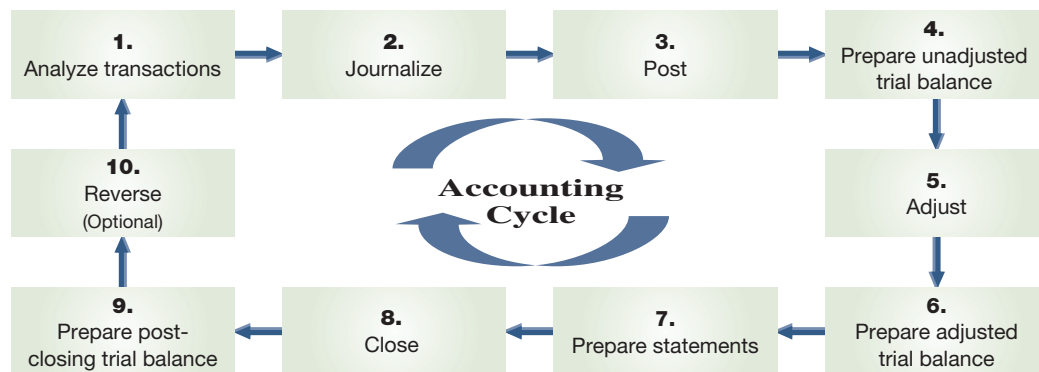 1.
Analyze transactions
2.
Journalize
3.
Post
4.
Prepare unadjusted
trial balance
10.
Reverse
(Optional)
Accounting
Cycle
5.
Adjust
9.
Prepare post-
closing trial balance
8.
Close
7.
Prepare statements
6.
Prepare adjusted
trial balance